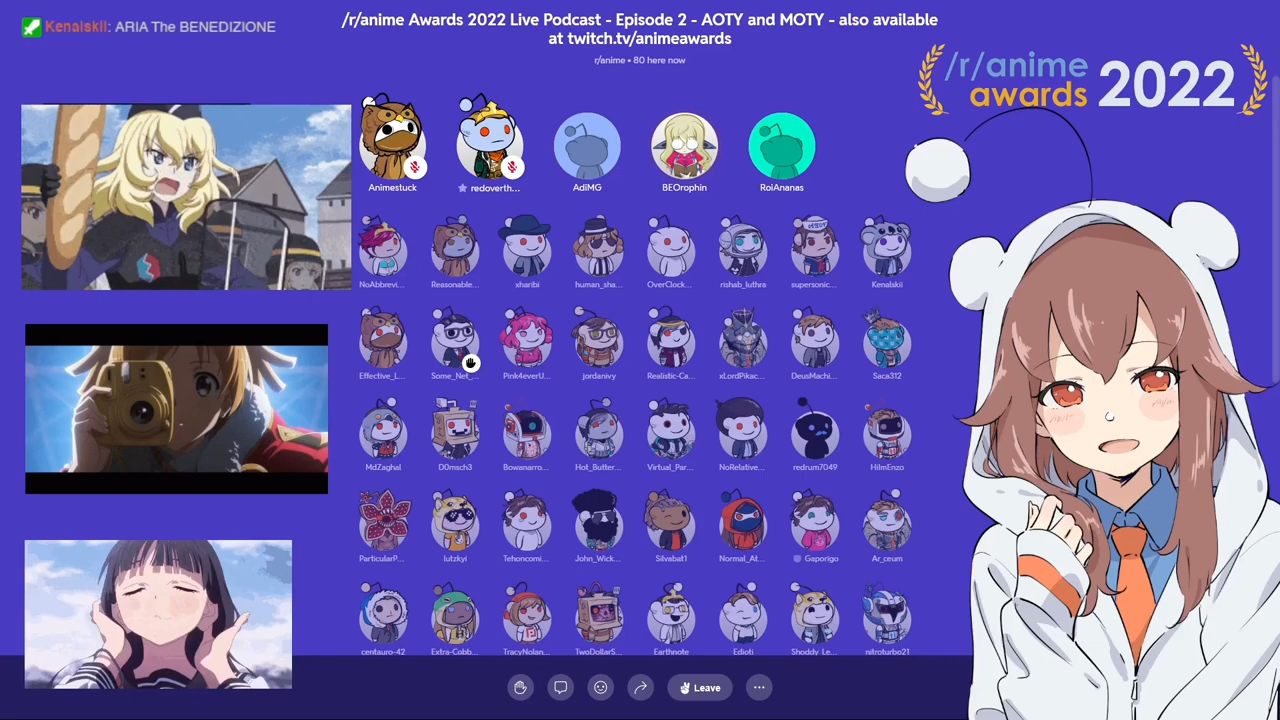 Kenalskii: ARIA The BENEDIZIONE
/r/anime Awards 2022 Live Podcast - Episode 2 - AOTY and MOTY - also available
at twitch.tv/animeawards
r/anime • 80 here now
/r/anime
awards 2022
Animestuck
redoverth...
AdiMG
BEOrophin
RoiAnanas
NoAbbrevi...
Reasonable...
xharibi
human_sha...
OverClock...
rishab_luthra
supersonic...
Kenalskii
Effective_L...
Some_Net_...
Pink4everU...
jordanivy
Realistic-Ca...
xLordPikac...
DeusMachi...
Saca312
MdZaghal
D0msch3
Bowanarro...
Hot_Butter...
Virtual_Par...
NoRelative...
redrum7049
HilmEnzo
ParticularP...
lutzkyi
Tehoncomi...
John_Wick...
Silvabat1
Normal_At...
Gaporigo
Ar_ceum
centauro-42
Extra-Cobb...
TracyNolan...
TwoDollarS...
Earthnote
Edioti
Shoddy_Le...
nitroturbo21
Leave